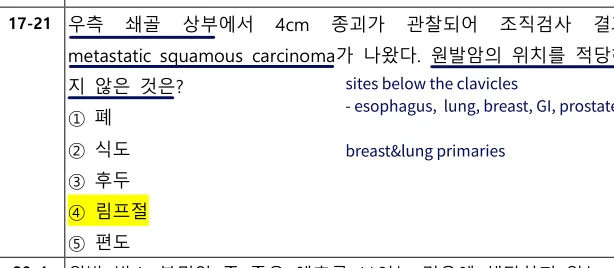 17-21
우측 쇄골 상부에서 4cm 종괴가 관찰되어 조직검사
metastatic squamous carcinoma가 나왔다. 원발암의 위치를
지 않은 것은?
sites below the clavicles
- esophagus, lung, breast, GI, prostate
① 폐
② 식도
breast&lung primaries
③ 후두
④ 림프절
⑤ 편도